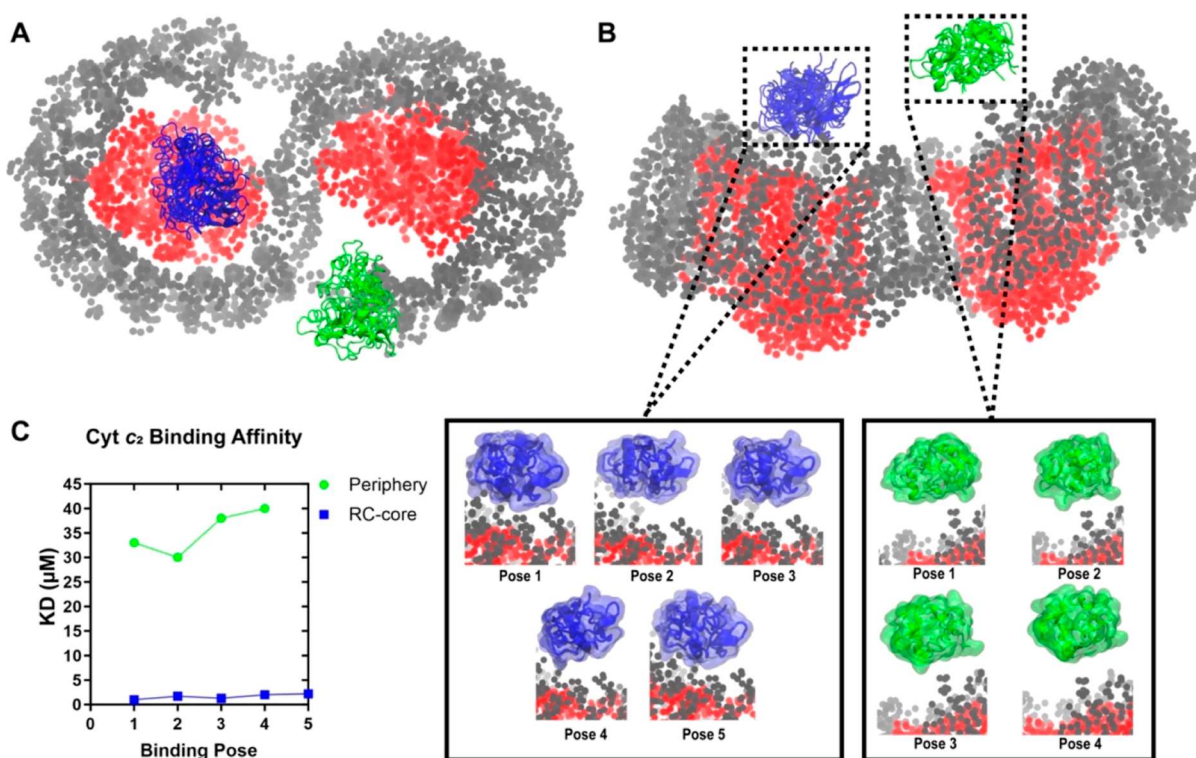 A
B
C
Cyt c₂ Binding Affinity
Periphery
RC-core
KD (μM)
45
40
35
30
25
20
15
10
5
0
0 1 2 3 4 5
Binding Pose
Pose 1 Pose 2 Pose 3
Pose 4 Pose 5
Pose 1 Pose 2
Pose 3 Pose 4